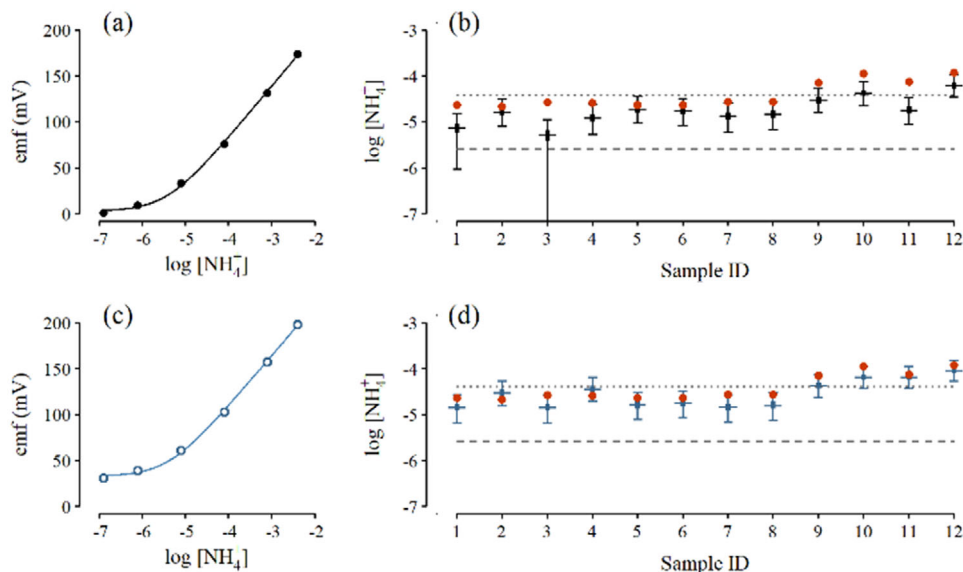 (a)
200
150
100
50
0
emf (mV)
-7 -6 -5 -4 -3 -2
log [NH₄⁻]
(b)
-3
-4
-5
-6
-7
log [NH₄⁻]
1 2 3 4 5 6 7 8 9 10 11 12
Sample ID
(c)
200
150
100
50
0
emf (mV)
-7 -6 -5 -4 -3 -2
log [NH₄]
(d)
-3
-4
-5
-6
-7
log [NH₄⁺]
1 2 3 4 5 6 7 8 9 10 11 12
Sample ID